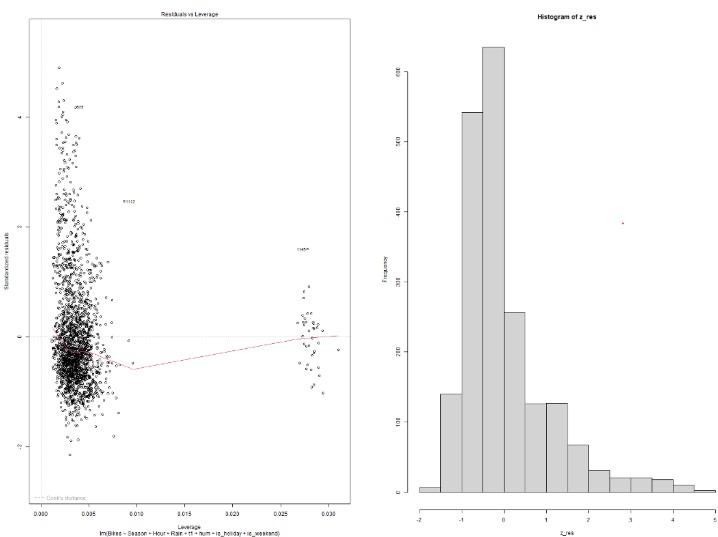 Residuals vs Leverage
Standardized residuals
4
2
0
-2
Cook's distance
0.000 0.005 0.010 0.015 0.020 0.025 0.030
Leverage
lm(Bikes ~ Season + Hour + Rain + t1 + hum + is_holiday + is_weekend)
Histogram of z_res
Frequency
600
500
400
300
200
100
0
-2 -1 0 1 2 3 4 5
z_res